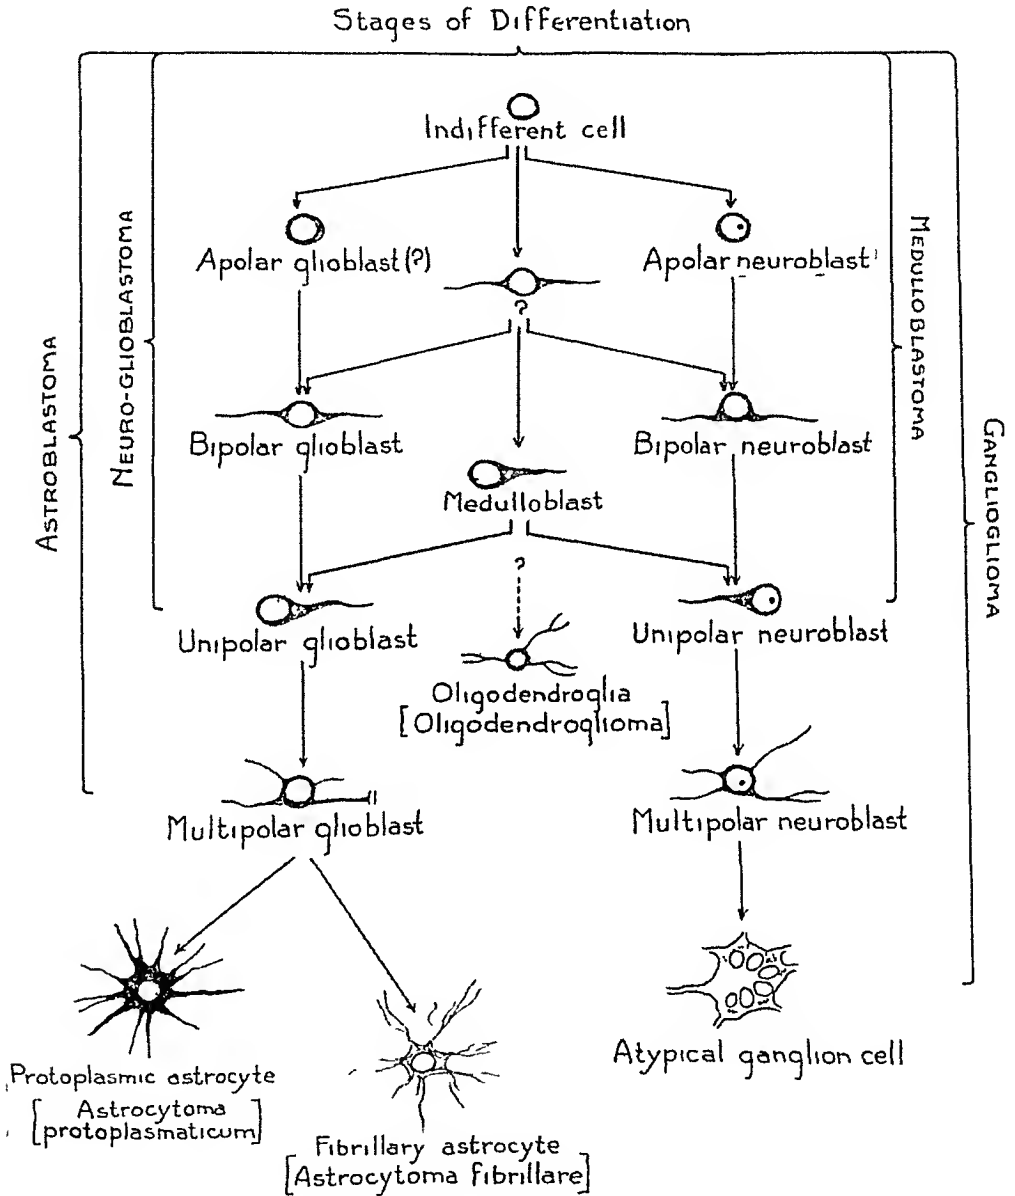 Stages of Differentiation
Indifferent cell
Apolar glioblast (?)
Apolar neuroblast
?
NEURO-GLIOBLASTOMA
MEDULLOBLASTOMA
ASTROBLASTOMA
GANGLIOGLIOMA
Bipolar glioblast
Bipolar neuroblast
Medulloblast
?
Unipolar glioblast
Unipolar neuroblast
Oligodendroglia
[Oligodendroglioma]
Multipolar glioblast
Multipolar neuroblast
Atypical ganglion cell
Protoplasmic astrocyte
[Astrocytoma
protoplasmaticum]
Fibrillary astrocyte
[Astrocytoma fibrillare]